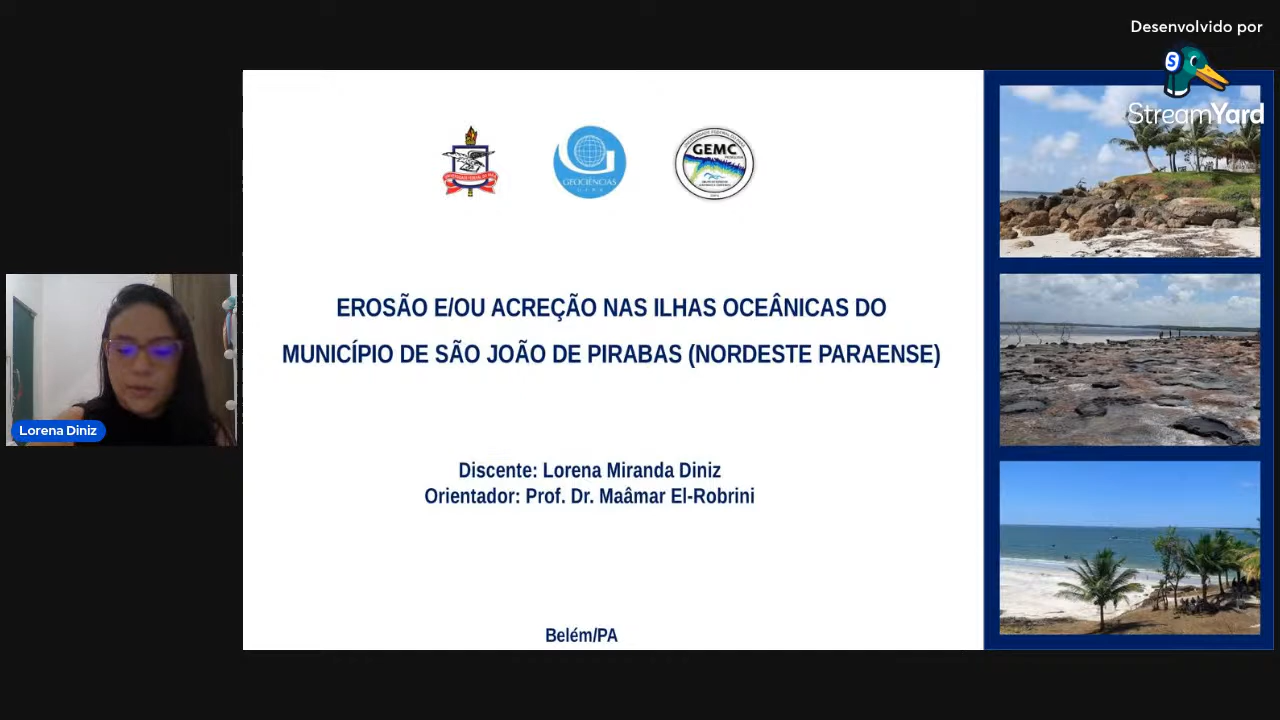 Desenvolvido por
StreamYard
GEOCIÊNCIAS
UFPA
GEMC
EROSÃO E/OU ACREÇÃO NAS ILHAS OCEÂNICAS DO
MUNICÍPIO DE SÃO JOÃO DE PIRABAS (NORDESTE PARAENSE)
Lorena Diniz
Discente: Lorena Miranda Diniz
Orientador: Prof. Dr. Maâmar El-Robrini
Belém/PA